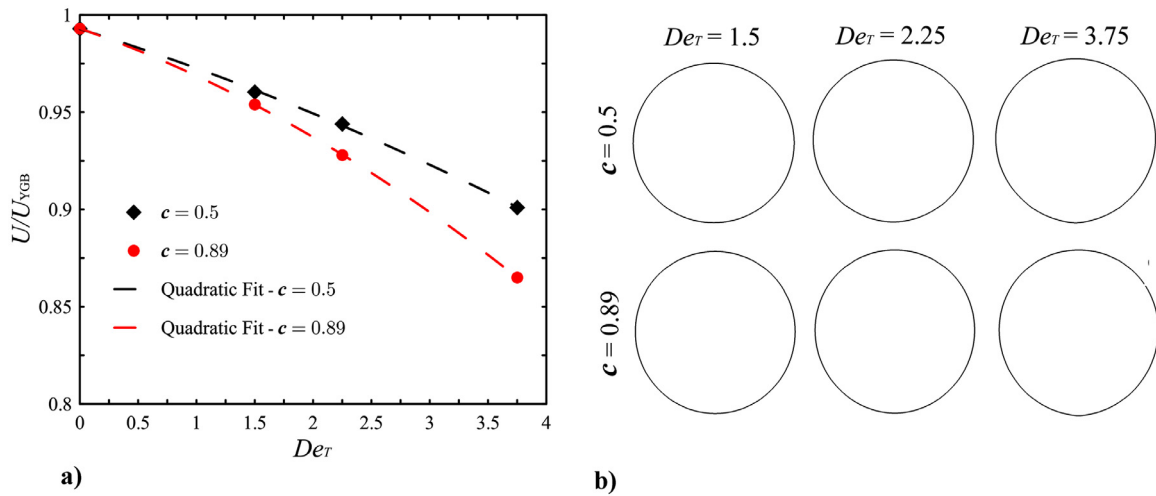 1
0.95
0.9
0.85
0.8
U/U_YGB
c = 0.5
c = 0.89
Quadratic Fit - c = 0.5
Quadratic Fit - c = 0.89
0 0.5 1 1.5 2 2.5 3 3.5 4
De_T
a)
De_T = 1.5 De_T = 2.25 De_T = 3.75
c = 0.5
c = 0.89
b)